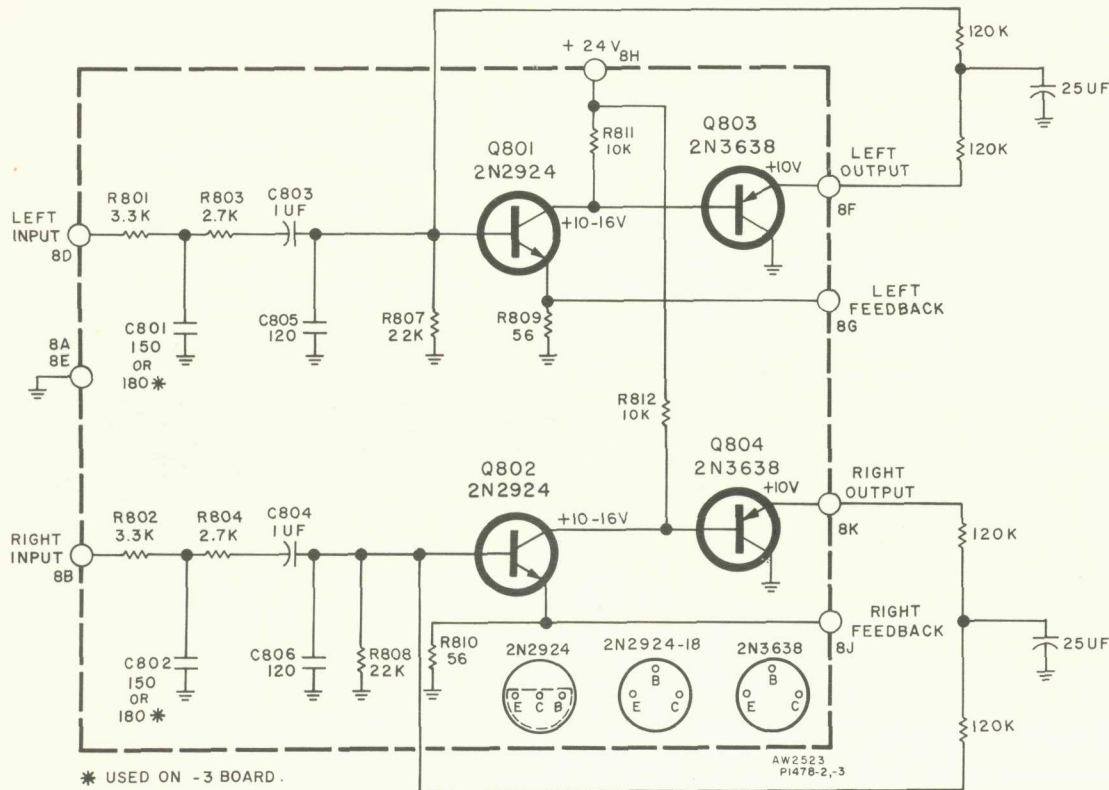 120K
+ 24V
8H
25UF
R811
10K
Q803
2N3638
Q801
2N2924
120K
LEFT
OUTPUT
+10V
8F
R801
3.3K
R803
2.7K
C803
1UF
+10-16V
LEFT
INPUT
8D
LEFT
FEEDBACK
8G
C801
150
OR
180*
C805
120
R807
22K
R809
56
8A
8E
R812
10K
Q804
2N3638
Q802
2N2924
RIGHT
OUTPUT
+10V
8K
R802
3.3K
R804
2.7K
C804
1UF
+10-16V
RIGHT
INPUT
8B
120K
RIGHT
FEEDBACK
8J
25UF
C802
150
OR
180*
C806
120
R808
22K
R810
56
2N2924
E C B
2N2924-18
B
E C
2N3638
B
E C
120K
* USED ON -3 BOARD.
AW2523
P1478-2,-3